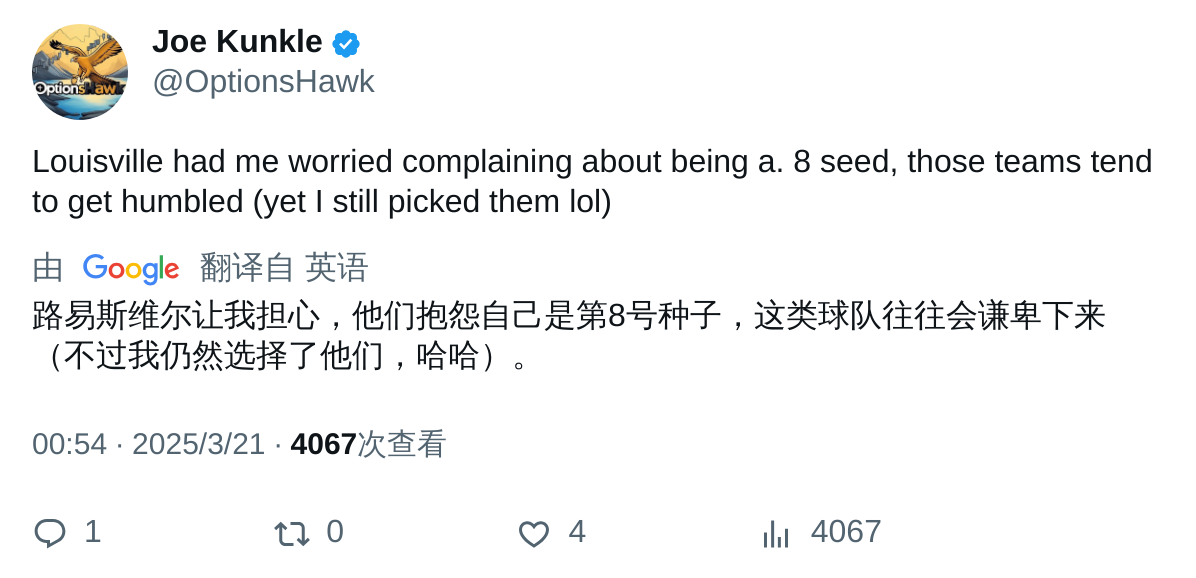 Joe Kunkle
@OptionsHawk
OptionsHawk
Louisville had me worried complaining about being a. 8 seed, those teams tend
to get humbled (yet I still picked them lol)
由 Google 翻译自 英语
路易斯维尔让我担心，他们抱怨自己是第8号种子，这类球队往往会谦卑下来
（不过我仍然选择了他们，哈哈）。
00:54 · 2025/3/21 · 4067次查看
1 0 4 4067